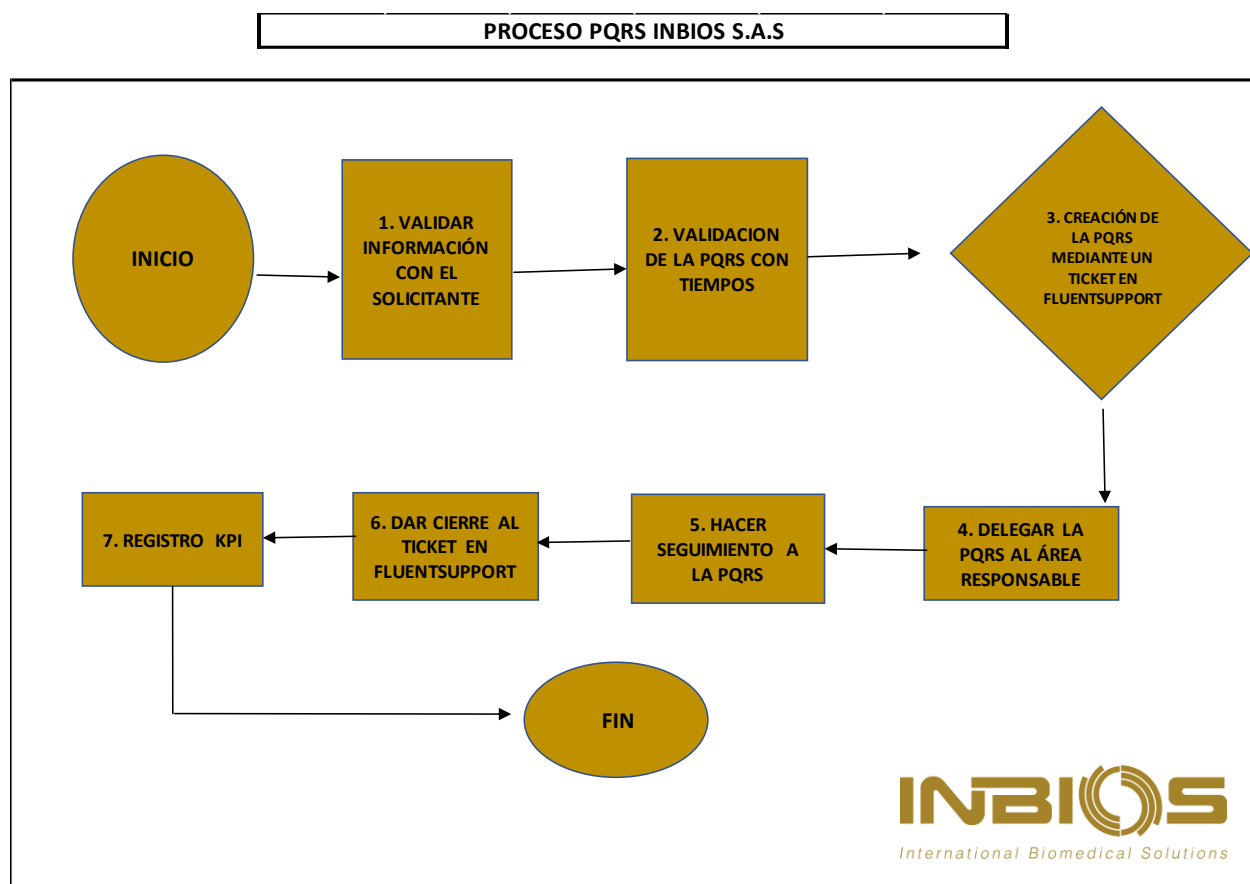 PROCESO PQRS INBIOS S.A.S
INICIO
1. VALIDAR
INFORMACIÓN
CON EL
SOLICITANTE
2. VALIDACION
DE LA PQRS CON
TIEMPOS
3. CREACIÓN DE
LA PQRS
MEDIANTE UN
TICKET EN
FLUENTSUPPORT
4. DELEGAR LA
PQRS AL ÁREA
RESPONSABLE
5. HACER
SEGUIMIENTO A
LA PQRS
6. DAR CIERRE AL
TICKET EN
FLUENTSUPPORT
7. REGISTRO KPI
FIN
INBIOS
International Biomedical Solutions